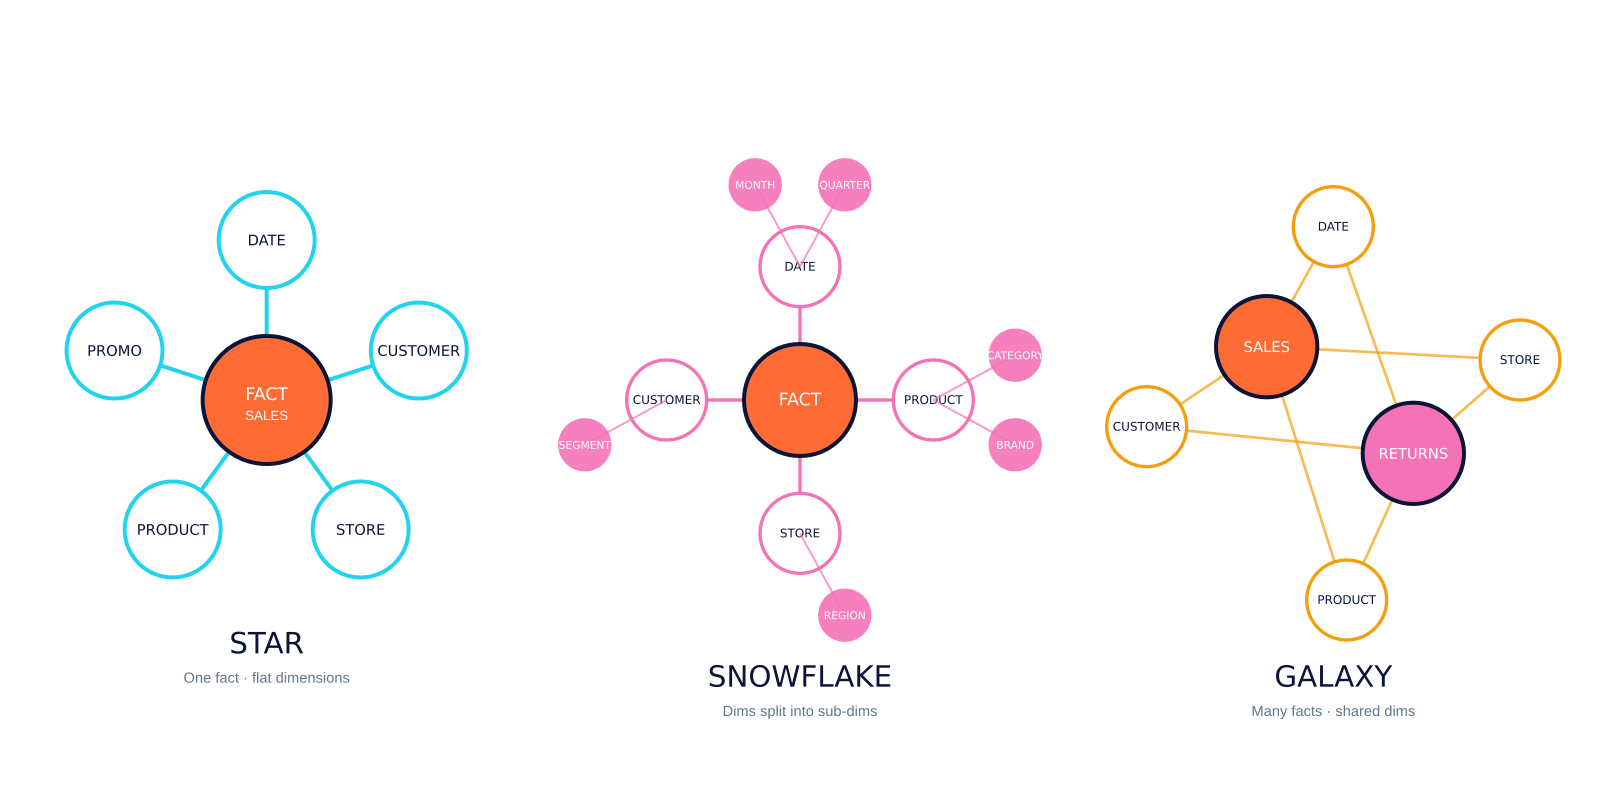 DATE
PROMO
CUSTOMER
FACT
SALES
PRODUCT
STORE
STAR
One fact · flat dimensions
MONTH
QUARTER
DATE
CATEGORY
CUSTOMER
FACT
PRODUCT
SEGMENT
BRAND
STORE
REGION
SNOWFLAKE
Dims split into sub-dims
DATE
SALES
STORE
CUSTOMER
RETURNS
PRODUCT
GALAXY
Many facts · shared dims